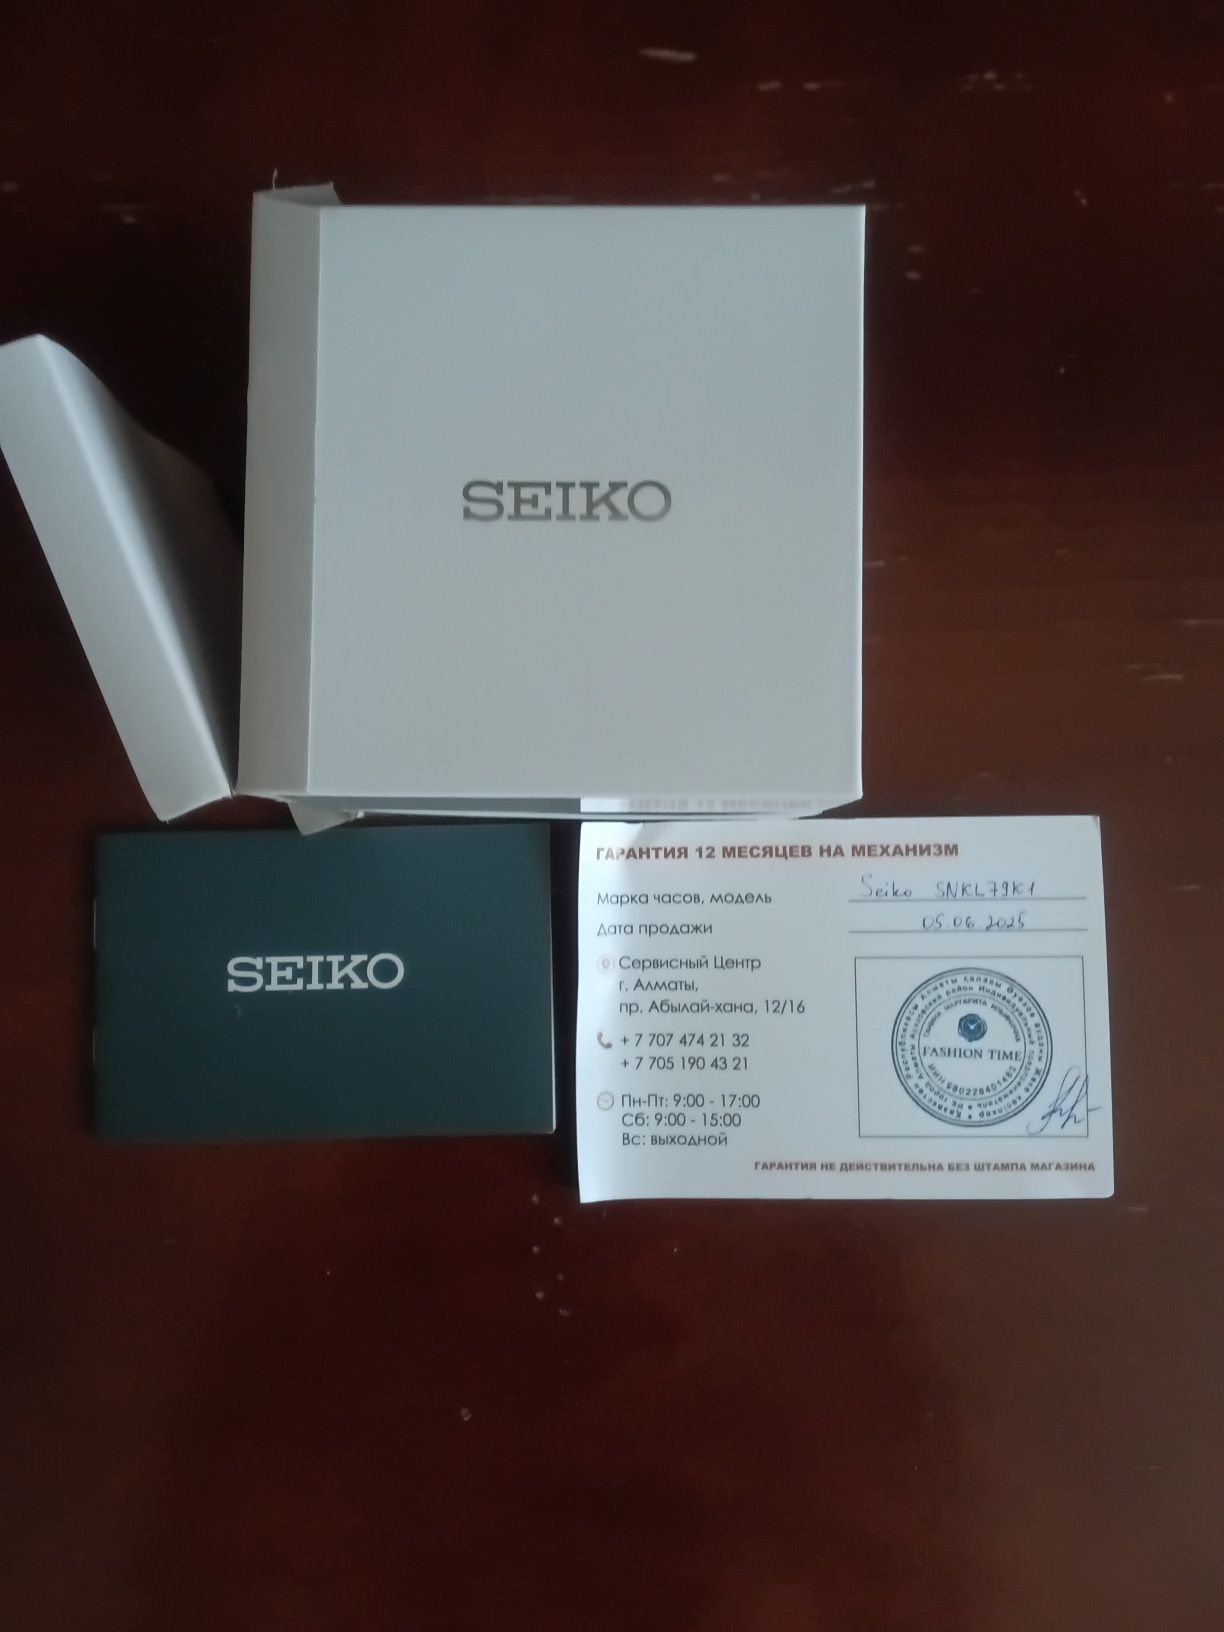 SEIKO
SEIKO
ГАРАНТИЯ 12 МЕСЯЦЕВ НА МЕХАНИЗМ
Марка часов, модель Seiko SNKL79K1
Дата продажи 05.06.2025
Сервисный Центр
г. Алматы,
пр. Абылай-хана, 12/16
+ 7 707 474 21 32
+ 7 705 190 43 21
Пн-Пт: 9:00 - 17:00
Сб: 9:00 - 15:00
Вс: выходной
FASHION TIME
ГАРАНТИЯ НЕ ДЕЙСТВИТЕЛЬНА БЕЗ ШТАМПА МАГАЗИНА